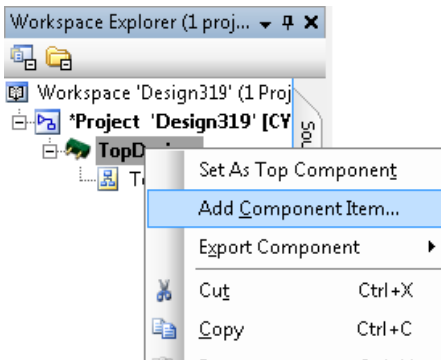 Workspace Explorer (1 proj...
Workspace 'Design319' (1 Proj
*Project 'Design319' [CY
Sou
TopD
Set As Top Component
Add Component Item...
Export Component
Cut Ctrl+X
Copy Ctrl+C